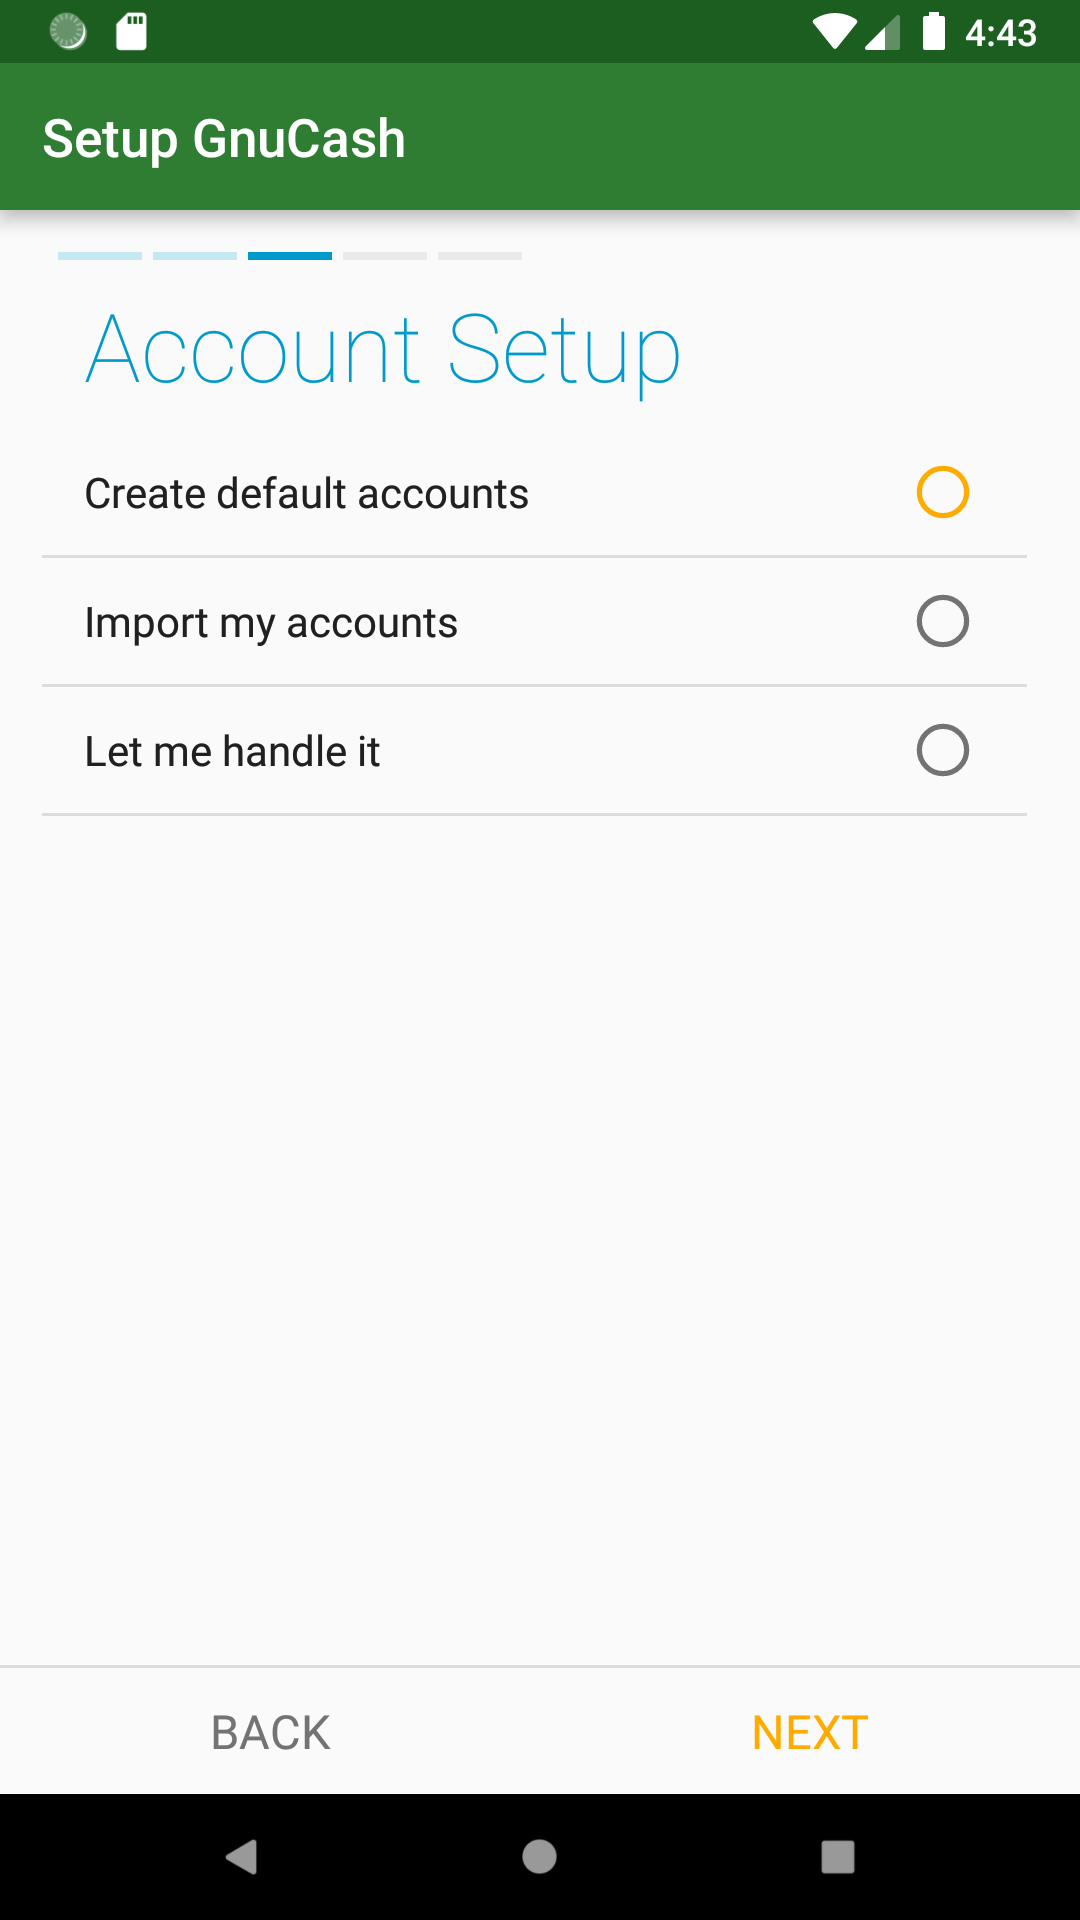 4:43
Setup GnuCash
Account Setup
Create default accounts
Import my accounts
Let me handle it
BACK
NEXT